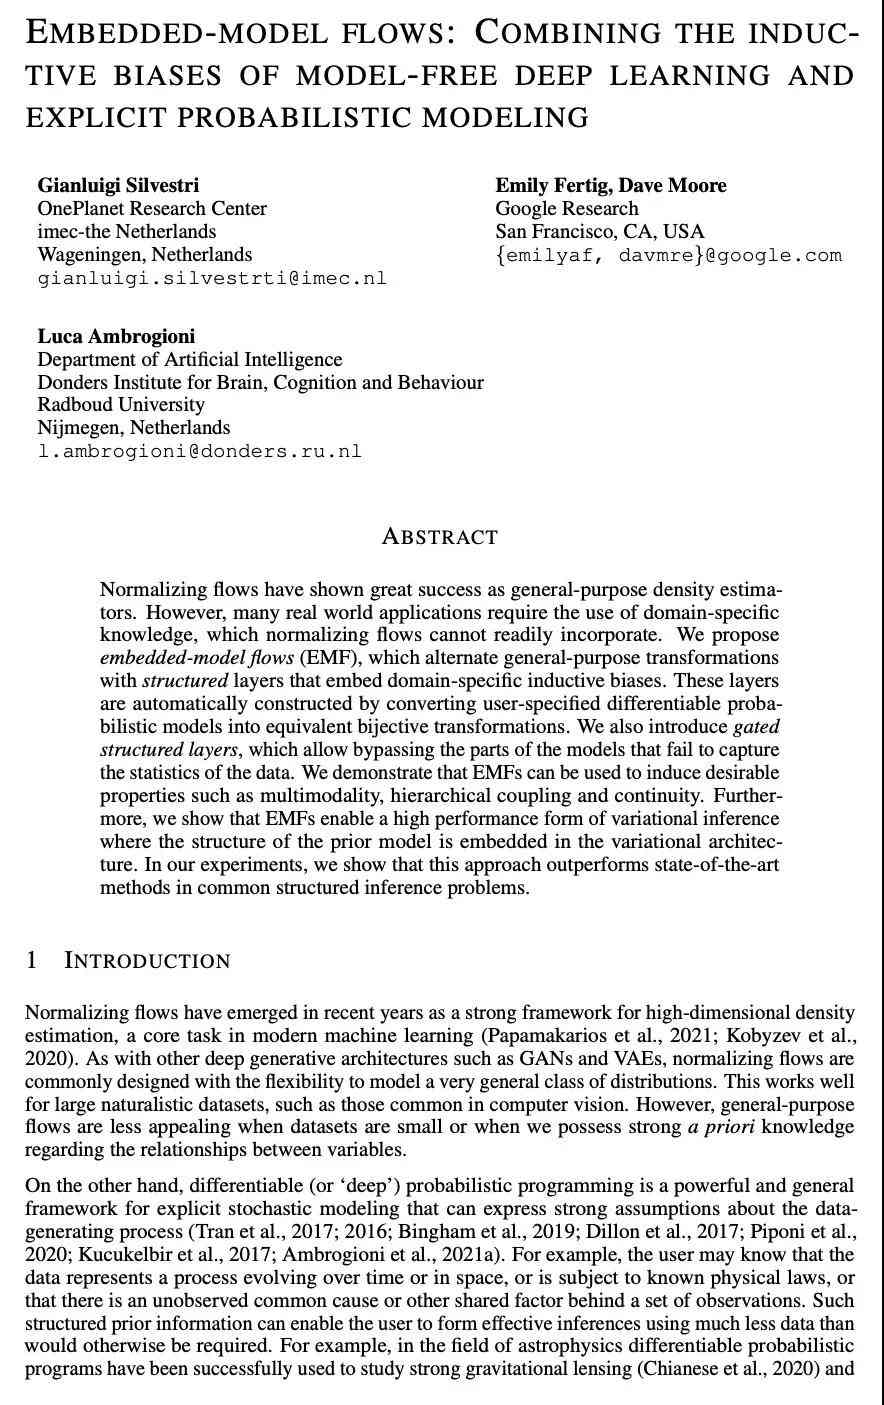 EMBEDDED-MODEL FLOWS: COMBINING THE INDUC-
TIVE BIASES OF MODEL-FREE DEEP LEARNING AND
EXPLICIT PROBABILISTIC MODELING
Gianluigi Silvestri
OnePlanet Research Center
imec-the Netherlands
Wageningen, Netherlands
gianluigi.silvestrti@imec.nl
Emily Fertig, Dave Moore
Google Research
San Francisco, CA, USA
{emilyaf, davmre}@google.com
Luca Ambrogioni
Department of Artificial Intelligence
Donders Institute for Brain, Cognition and Behaviour
Radboud University
Nijmegen, Netherlands
l.ambrogioni@donders.ru.nl
ABSTRACT
Normalizing flows have shown great success as general-purpose density estima-
tors. However, many real world applications require the use of domain-specific
knowledge, which normalizing flows cannot readily incorporate. We propose
embedded-model flows (EMF), which alternate general-purpose transformations
with structured layers that embed domain-specific inductive biases. These layers
are automatically constructed by converting user-specified differentiable proba-
bilistic models into equivalent bijective transformations. We also introduce gated
structured layers, which allow bypassing the parts of the models that fail to capture
the statistics of the data. We demonstrate that EMFs can be used to induce desirable
properties such as multimodality, hierarchical coupling and continuity. Further-
more, we show that EMFs enable a high performance form of variational inference
where the structure of the prior model is embedded in the variational architec-
ture. In our experiments, we show that this approach outperforms state-of-the-art
methods in common structured inference problems.
1 INTRODUCTION
Normalizing flows have emerged in recent years as a strong framework for high-dimensional density
estimation, a core task in modern machine learning (Papamakarios et al., 2021; Kobyzev et al.,
2020). As with other deep generative architectures such as GANs and VAEs, normalizing flows are
commonly designed with the flexibility to model a very general class of distributions. This works well
for large naturalistic datasets, such as those common in computer vision. However, general-purpose
flows are less appealing when datasets are small or when we possess strong a priori knowledge
regarding the relationships between variables.
On the other hand, differentiable (or ‘deep’) probabilistic programming is a powerful and general
framework for explicit stochastic modeling that can express strong assumptions about the data-
generating process (Tran et al., 2017; 2016; Bingham et al., 2019; Dillon et al., 2017; Piponi et al.,
2020; Kucukelbir et al., 2017; Ambrogioni et al., 2021a). For example, the user may know that the
data represents a process evolving over time or in space, or is subject to known physical laws, or
that there is an unobserved common cause or other shared factor behind a set of observations. Such
structured prior information can enable the user to form effective inferences using much less data than
would otherwise be required. For example, in the field of astrophysics differentiable probabilistic
programs have been successfully used to study strong gravitational lensing (Chianese et al., 2020) and